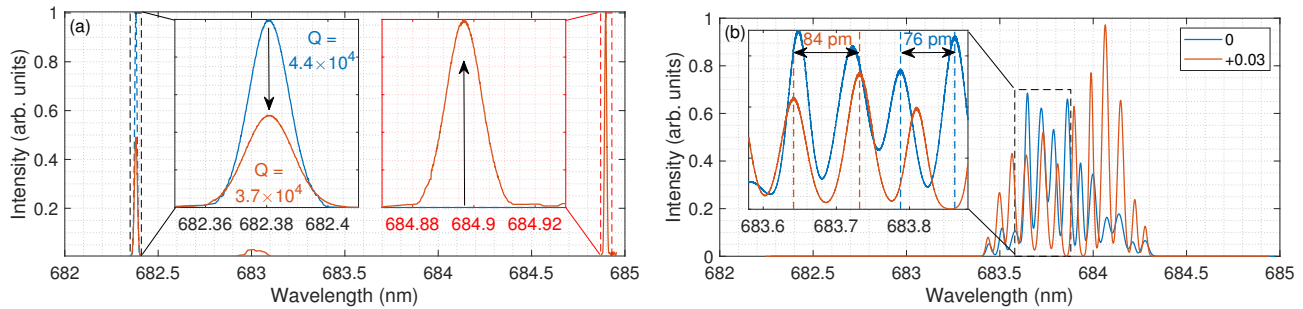 (a)
Q =
4.4×10⁴
Q =
3.7×10⁴
682.36 682.38 682.4
684.88 684.9 684.92
1
0.8
0.6
0.4
0.2
Intensity (arb. units)
682 682.5 683 683.5 684 684.5 685
Wavelength (nm)
(b)
84 pm
76 pm
683.6 683.7 683.8
0
+0.03
1
0.8
0.6
0.4
0.2
0
Intensity (arb. units)
682 682.5 683 683.5 684 684.5 685
Wavelength (nm)